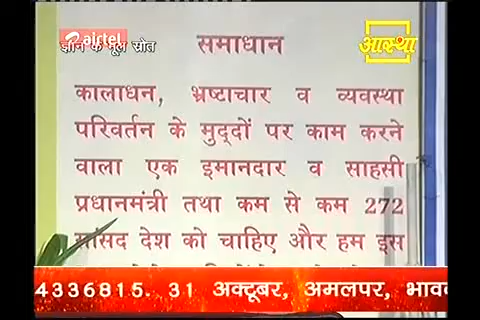 airtel
ज्ञान के मूल स्रोत
समाधान
आस्था
कालाधन, भ्रष्टाचार व व्यवस्था
परिवर्तन के मुद्दों पर काम करने
वाला एक इमानदार व साहसी
प्रधानमंत्री तथा कम से कम 272
सांसद देश को चाहिए और हम इस
4336815. 31 अक्टूबर, अमलपर, भाव